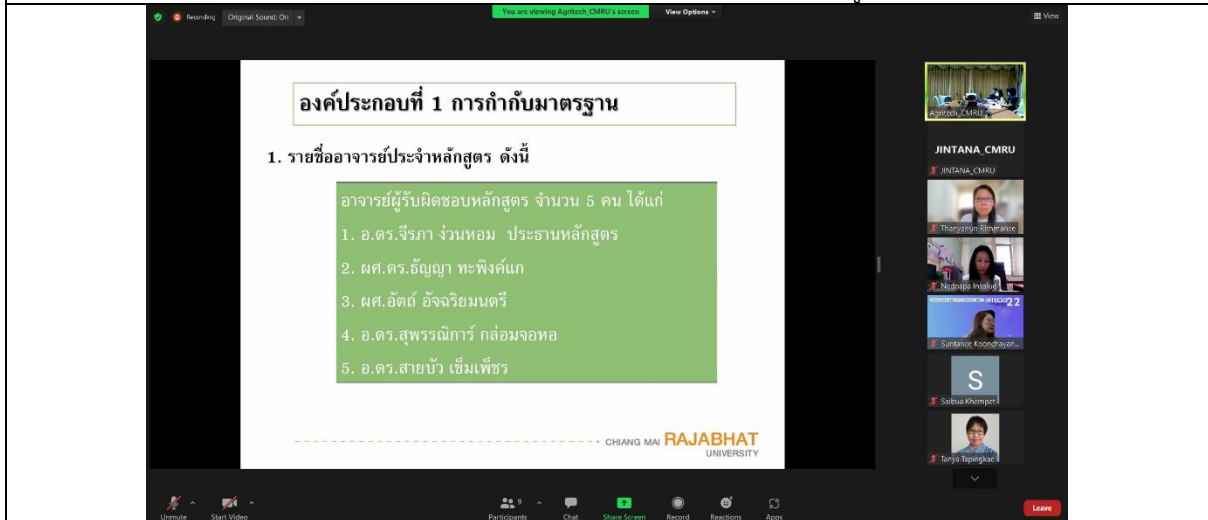 Recording
Original Sound: On
You are viewing Agritech_CMRU's screen
View Options
View
องค์ประกอบที่ 1 การกำกับมาตรฐาน
1. รายชื่ออาจารย์ประจำหลักสูตร ดังนี้
อาจารย์ผู้รับผิดชอบหลักสูตร จำนวน 5 คน ได้แก่
1. อ.ดร.จีรภา ง่วนหอม ประธานหลักสูตร
2. ผศ.ดร.ธัญญา ทะพิงค์แก
3. ผศ.อัตถ์ อัจฉริยมนตรี
4. อ.ดร.สุพรรณิการ์ กล่อมจอหอ
5. อ.ดร.สายบัว เข็มเพ็ชร
CHIANG MAI RAJABHAT
UNIVERSITY
Agritech_CMRU
JINTANA_CMRU
JINTANA_CMRU
Thanyanun Rithmanee
Nednapa Insalud
22
Suntaree Koonchayan...
S
Saibua Khempet
Tanya Tapingkae
Unmute
Start Video
9
Participants
Chat
Share Screen
Record
Reactions
Apps
Leave